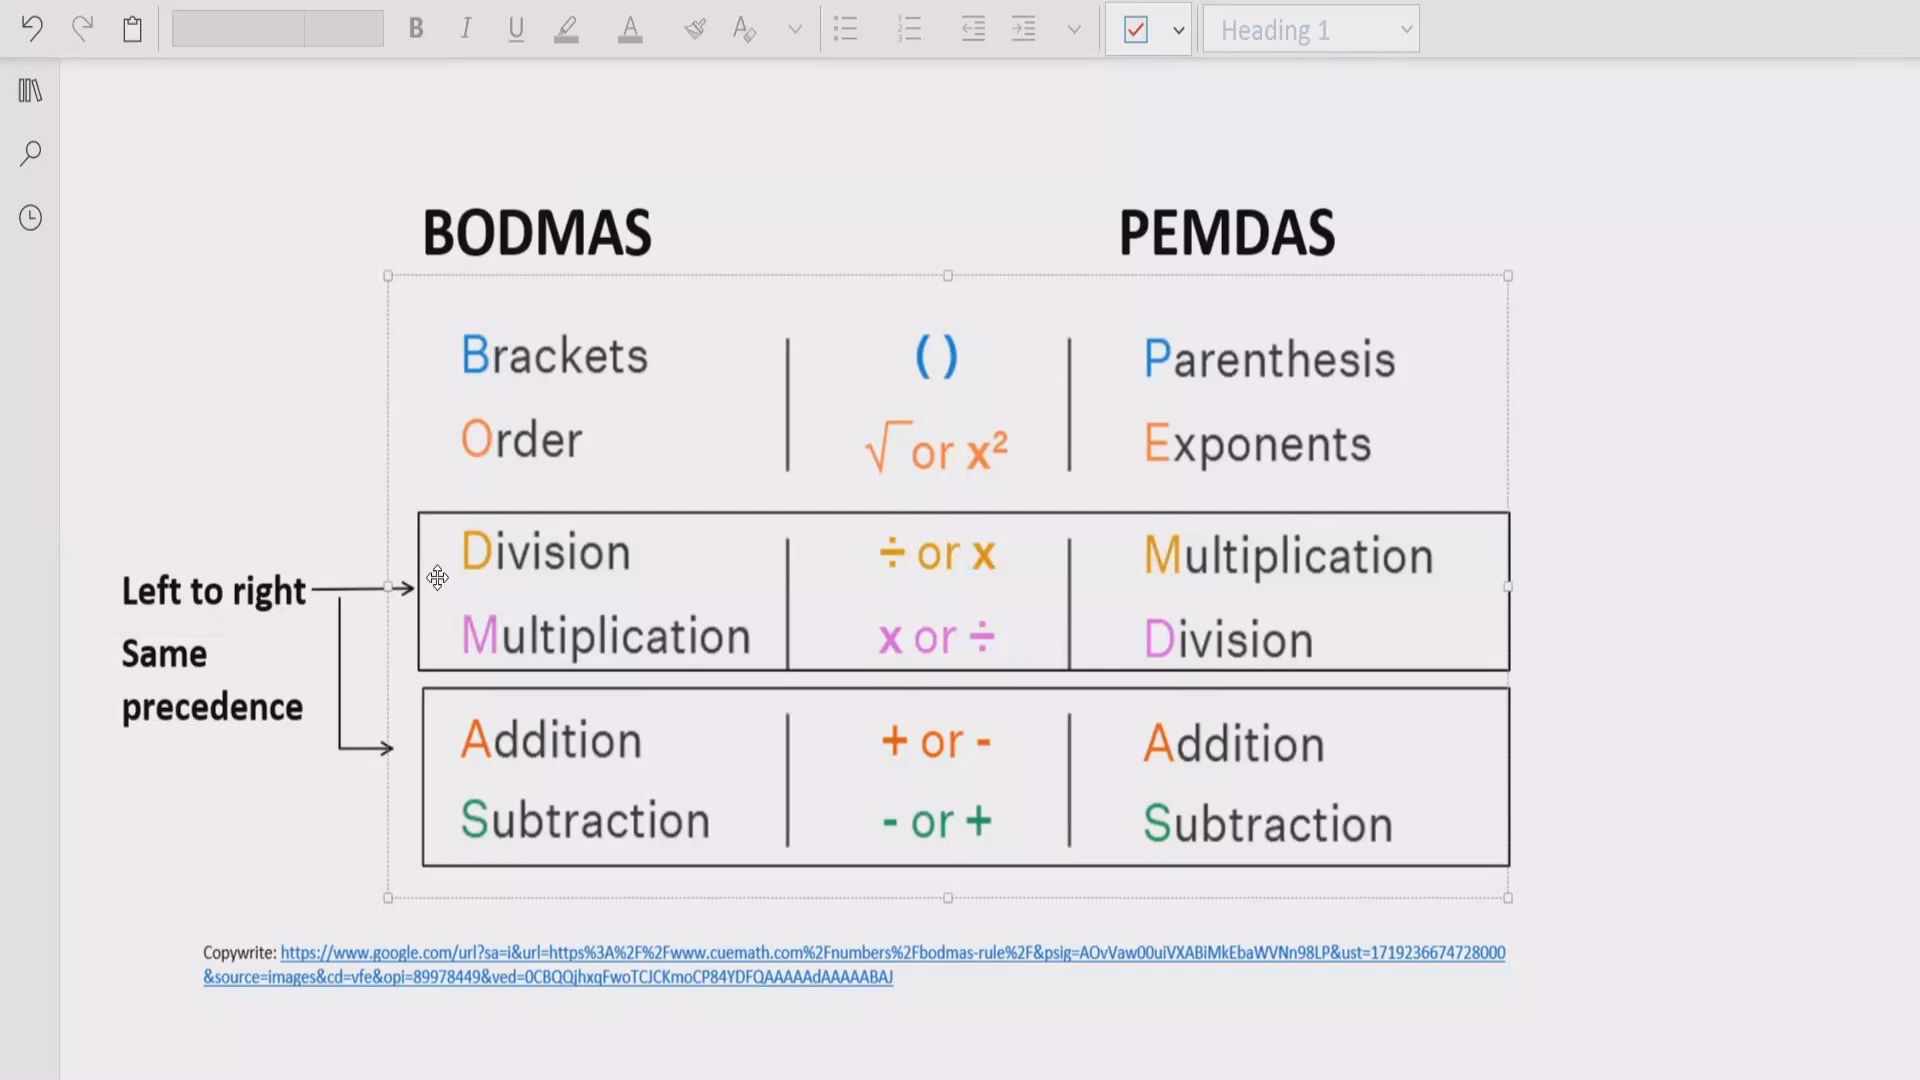 B I U A A Heading 1
BODMAS PEMDAS
Brackets ( ) Parenthesis
Order √ or x² Exponents
Division ÷ or x Multiplication
Left to right
Multiplication x or ÷ Division
Same
precedence
Addition + or - Addition
Subtraction - or + Subtraction
Copywrite: https://www.google.com/url?sa=i&url=https%3A%2F%2Fwww.cuemath.com%2Fnumbers%2Fbodmas-rule%2F&psig=AOvVaw00uiVXABiMkEbaWVNn98LP&ust=1719236674728000
&source=images&cd=vfe&opi=89978449&ved=0CBQQjhxqFwoTCJCKmoCP84YDFQAAAAAdAAAAABAJ